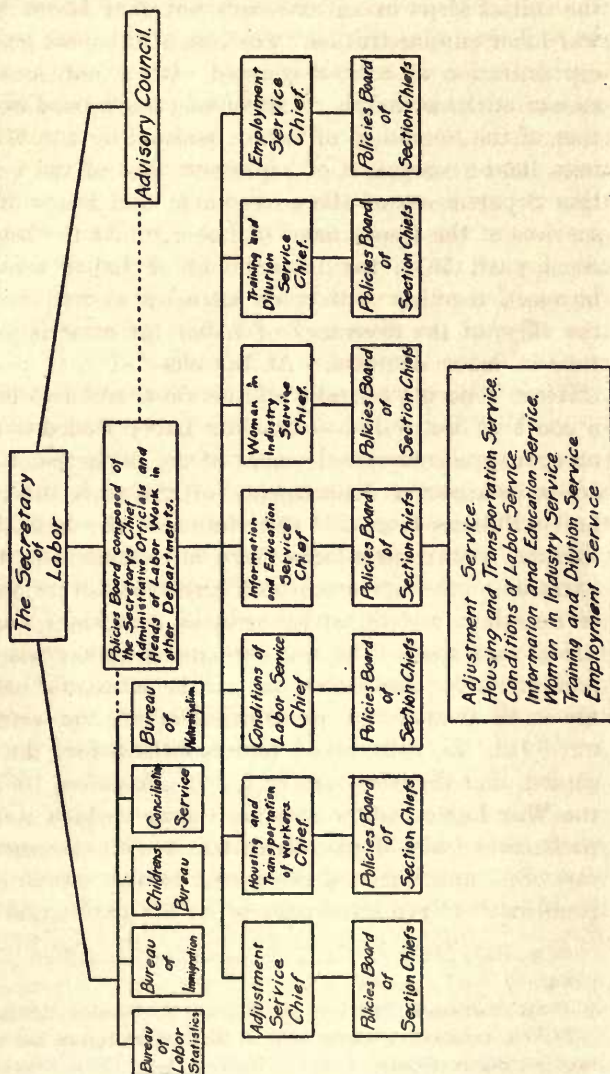 The Secretary
of
Labor
Advisory Council.
Policies Board composed of
the Secretary's Chief
Administrative Officials and
Heads of Labor Work in
other Departments.
Bureau
of
Labor
Statistics
Bureau
of
Immigration
Childrens
Bureau
Conciliation
Service
Bureau
of
Naturalization
Adjustment
Service
Chief
Housing and
Transportation
of workers
Chief.
Conditions of
Labor Service
Chief
Information
and Education
Service
Chief
Woman in
Industry
Service
Chief.
Training and
Dilution
Service
Chief.
Employment
Service
Chief.
Policies Board
of
Section Chiefs
Policies Board
of
Section Chiefs
Policies Board
of
Section Chiefs
Policies Board
of
Section Chiefs
Policies Board
of
Section Chiefs
Policies Board
of
Section Chiefs
Policies Board
of
Section Chiefs
Adjustment Service.
Housing and Transportation Service.
Conditions of Labor Service.
Information and Education Service.
Woman in Industry Service.
Training and Dilution Service
Employment Service